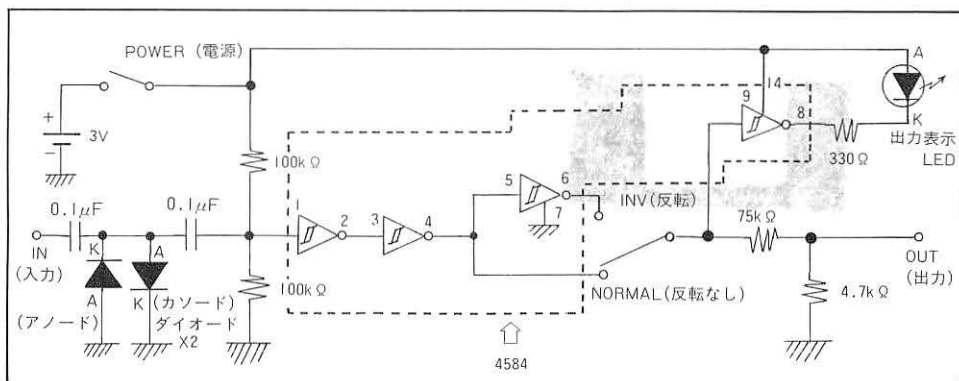 POWER (電源)
+
3V
−
100kΩ
0.1μF
0.1μF
IN
(入力)
K
A
(アノード)
A
K
(カソード)
ダイオード
X2
100kΩ
1
2
3
4
5
6
7
4584
INV(反転)
NORMAL(反転なし)
9
14
8
330Ω
A
K
出力表示
LED
75kΩ
4.7kΩ
OUT
(出力)